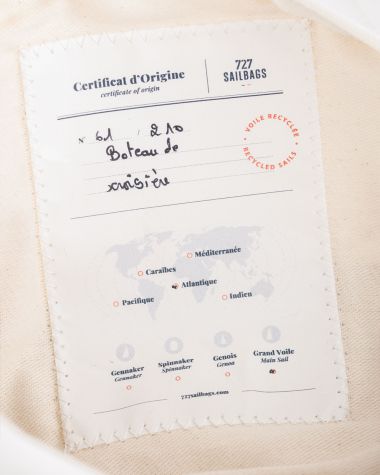 Certificat d'Origine
certificate of origin
727
SAILBAGS
N° 61 / 210
Bateau de
croisière
VOILE RECYCLÉE
RECYCLED SAILS
Méditerranée
Caraïbes
Atlantique
Pacifique
Indien
Gennaker
Gennaker
Spinnaker
Spinnaker
Genois
Genoa
Grand Voile
Main Sail
727sailbags.com